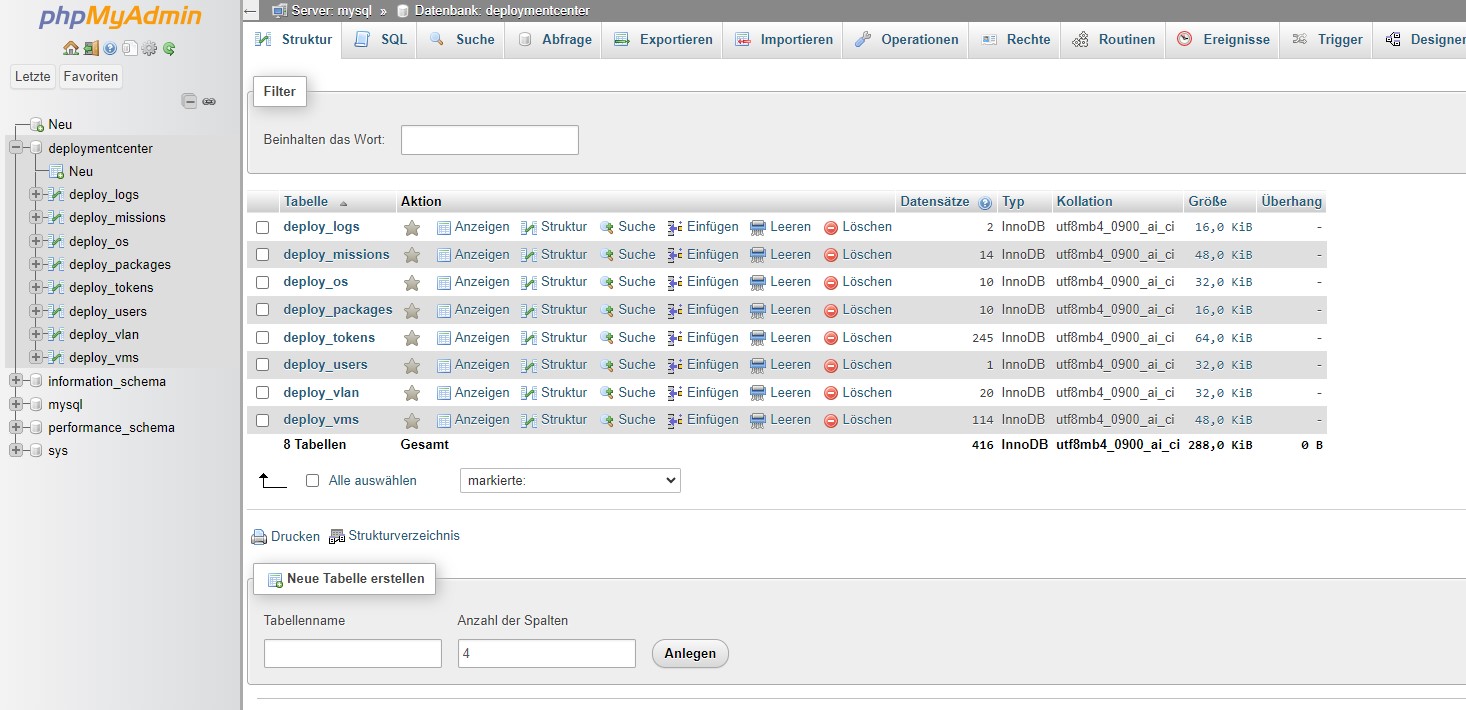 phpMyAdmin
Letzte Favoriten
Neu
deploymentcenter
Neu
deploy_logs
deploy_missions
deploy_os
deploy_packages
deploy_tokens
deploy_users
deploy_vlan
deploy_vms
information_schema
mysql
performance_schema
sys
← Server: mysql » Datenbank: deploymentcenter
Struktur SQL Suche Abfrage Exportieren Importieren Operationen Rechte Routinen Ereignisse Trigger Designer
Filter
Beinhalten das Wort:
Tabelle Aktion Datensätze Typ Kollation Größe Überhang
deploy_logs Anzeigen Struktur Suche Einfügen Leeren Löschen 2 InnoDB utf8mb4_0900_ai_ci 16,0 KiB -
deploy_missions Anzeigen Struktur Suche Einfügen Leeren Löschen 14 InnoDB utf8mb4_0900_ai_ci 48,0 KiB -
deploy_os Anzeigen Struktur Suche Einfügen Leeren Löschen 10 InnoDB utf8mb4_0900_ai_ci 32,0 KiB -
deploy_packages Anzeigen Struktur Suche Einfügen Leeren Löschen 10 InnoDB utf8mb4_0900_ai_ci 16,0 KiB -
deploy_tokens Anzeigen Struktur Suche Einfügen Leeren Löschen 245 InnoDB utf8mb4_0900_ai_ci 64,0 KiB -
deploy_users Anzeigen Struktur Suche Einfügen Leeren Löschen 1 InnoDB utf8mb4_0900_ai_ci 32,0 KiB -
deploy_vlan Anzeigen Struktur Suche Einfügen Leeren Löschen 20 InnoDB utf8mb4_0900_ai_ci 32,0 KiB -
deploy_vms Anzeigen Struktur Suche Einfügen Leeren Löschen 114 InnoDB utf8mb4_0900_ai_ci 48,0 KiB -
8 Tabellen Gesamt 416 InnoDB utf8mb4_0900_ai_ci 288,0 KiB 0 B
Alle auswählen markierte:
Drucken Strukturverzeichnis
Neue Tabelle erstellen
Tabellenname Anzahl der Spalten
4 Anlegen